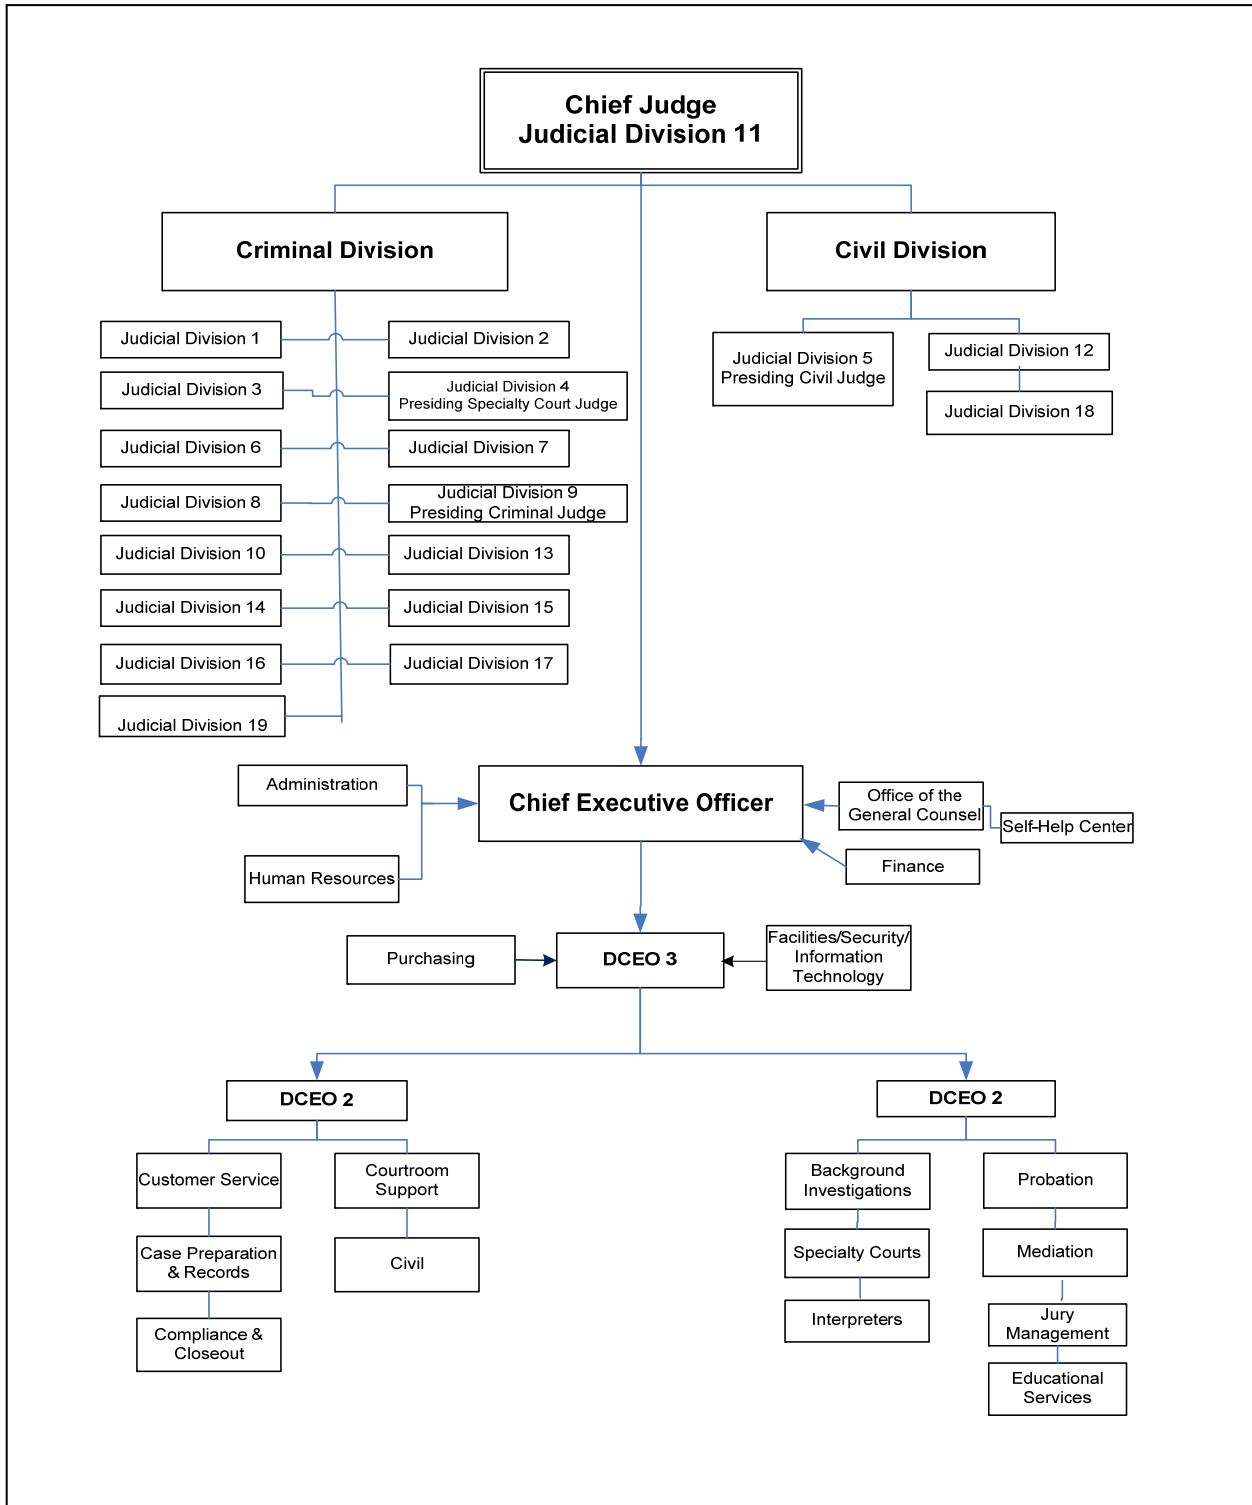 Chief Judge
Judicial Division 11
Criminal Division
Civil Division
Judicial Division 1
Judicial Division 2
Judicial Division 3
Judicial Division 4
Presiding Specialty Court Judge
Judicial Division 6
Judicial Division 7
Judicial Division 8
Judicial Division 9
Presiding Criminal Judge
Judicial Division 10
Judicial Division 13
Judicial Division 14
Judicial Division 15
Judicial Division 16
Judicial Division 17
Judicial Division 19
Judicial Division 5
Presiding Civil Judge
Judicial Division 12
Judicial Division 18
Administration
Human Resources
Chief Executive Officer
Office of the
General Counsel
Self-Help Center
Finance
Purchasing
DCEO 3
Facilities/Security/
Information
Technology
DCEO 2
Customer Service
Case Preparation
& Records
Compliance &
Closeout
Courtroom
Support
Civil
DCEO 2
Background
Investigations
Specialty Courts
Interpreters
Probation
Mediation
Jury
Management
Educational
Services